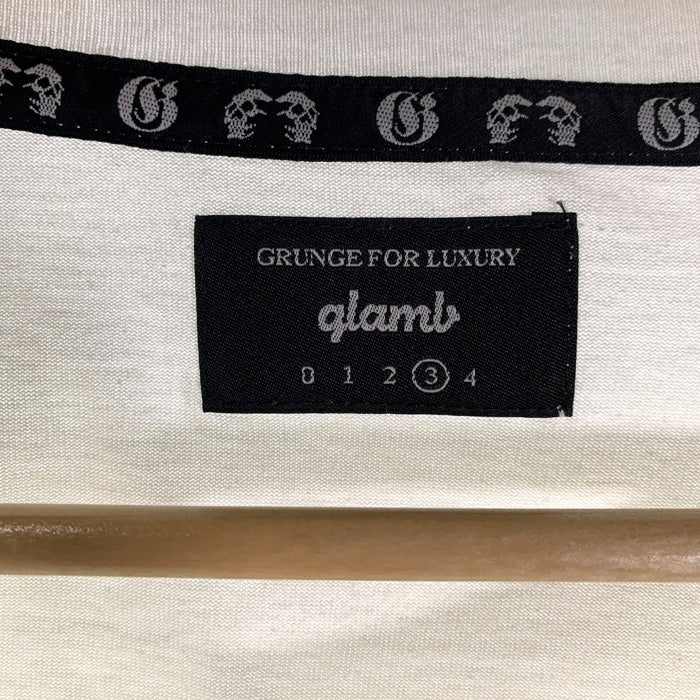 G G G
GRUNGE FOR LUXURY
glamb
0 1 2 3 4